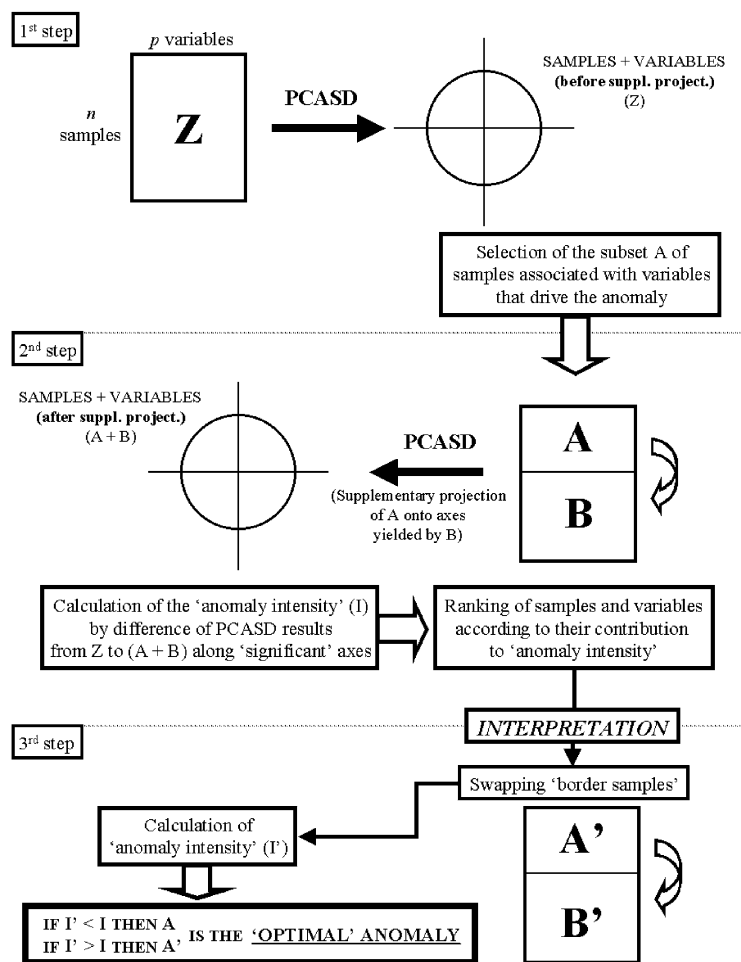 1st step
p variables
n
samples
Z
PCASD
SAMPLES + VARIABLES
(before suppl. project.)
(Z)
Selection of the subset A of
samples associated with variables
that drive the anomaly
2nd step
SAMPLES + VARIABLES
(after suppl. project.)
(A + B)
PCASD
(Supplementary projection
of A onto axes
yielded by B)
A
B
Calculation of the ‘anomaly intensity’ (I)
by difference of PCASD results
from Z to (A + B) along ‘significant’ axes
Ranking of samples and variables
according to their contribution
to ‘anomaly intensity’
INTERPRETATION
3rd step
Swapping ‘border samples’
Calculation of
‘anomaly intensity’ (I’)
A’
B’
IF I’ < I THEN A
IF I’ > I THEN A’
IS THE ‘OPTIMAL’ ANOMALY